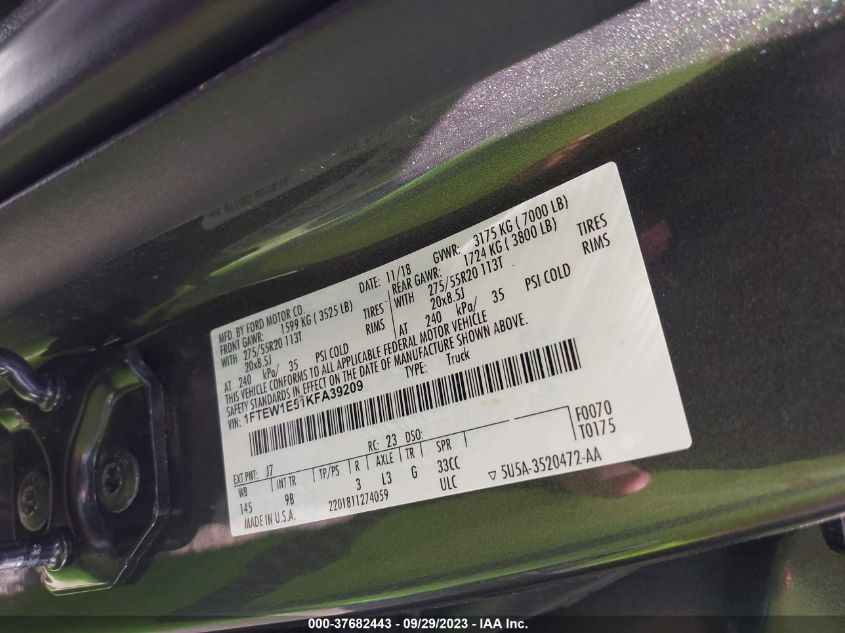 MFD. BY FORD MOTOR CO. DATE: 11/18 GVWR: 3175 KG ( 7000 LB)
FRONT GAWR: 1599 KG ( 3525 LB) REAR GAWR: 1724 KG ( 3800 LB)
WITH 275/55R20 113T TIRES WITH 275/55R20 113T TIRES
20x8.5J RIMS 20x8.5J RIMS
AT 240 kPa/ 35 PSI COLD AT 240 kPa/ 35 PSI COLD
THIS VEHICLE CONFORMS TO ALL APPLICABLE FEDERAL MOTOR VEHICLE
SAFETY STANDARDS IN EFFECT ON THE DATE OF MANUFACTURE SHOWN ABOVE.
VIN: 1FTEW1E51KFA39209 TYPE: Truck
F0070
T0175
EXT PNT: J7 RC: 23 DSO:
WB INT TR TP/PS R AXLE TR SPR
145 9B 3 L3 G 33CC
ULC
MADE IN U.S.A. 2201811274059
▽ 5U5A-3520472-AA
000-37682443 - 09/29/2023 - IAA Inc.